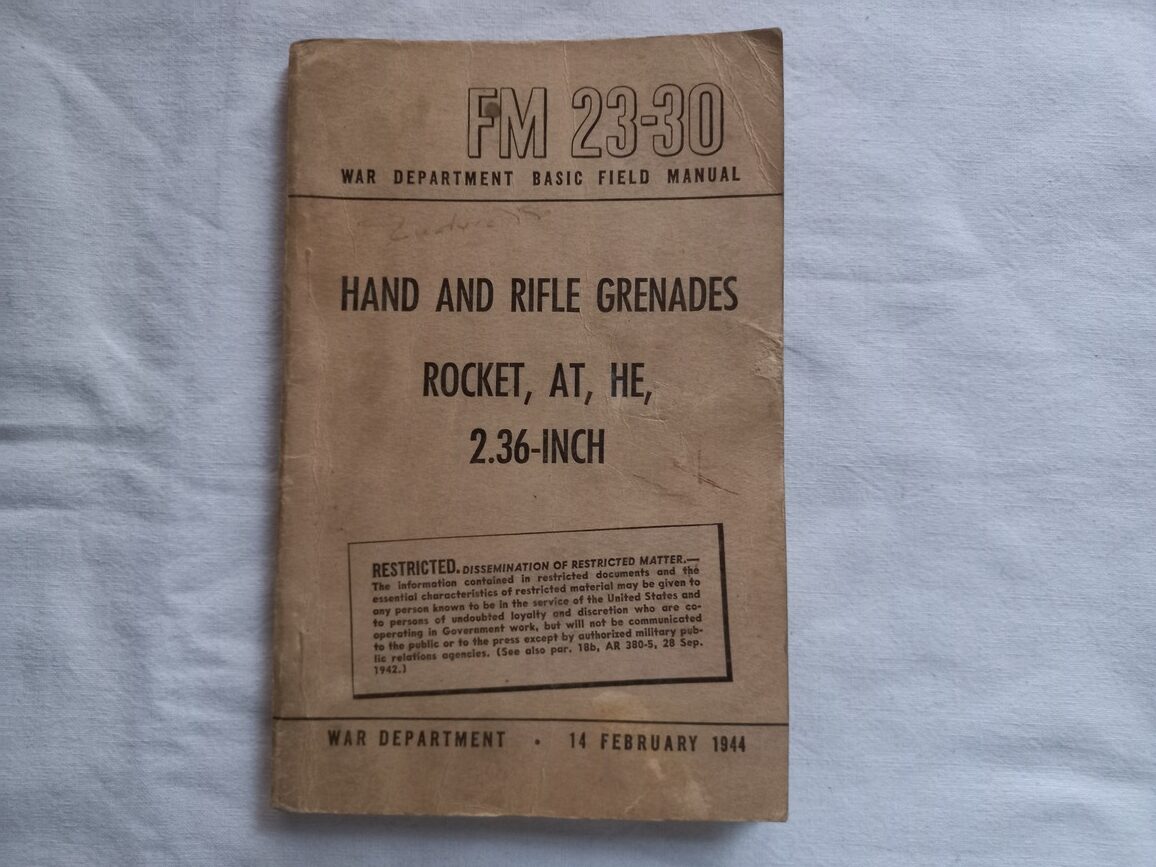 FM 23-30
WAR DEPARTMENT BASIC FIELD MANUAL
HAND AND RIFLE GRENADES
ROCKET, AT, HE,
2.36-INCH
RESTRICTED. DISSEMINATION OF RESTRICTED MATTER.—
The information contained in restricted documents and the
essential characteristics of restricted material may be given to
any person known to be in the service of the United States and
to persons of undoubted loyalty and discretion who are co-
operating in Government work, but will not be communicated
to the public or to the press except by authorized military pub-
lic relations agencies. (See also par. 18b, AR 380-5, 28 Sep.
1942.)
WAR DEPARTMENT • 14 FEBRUARY 1944